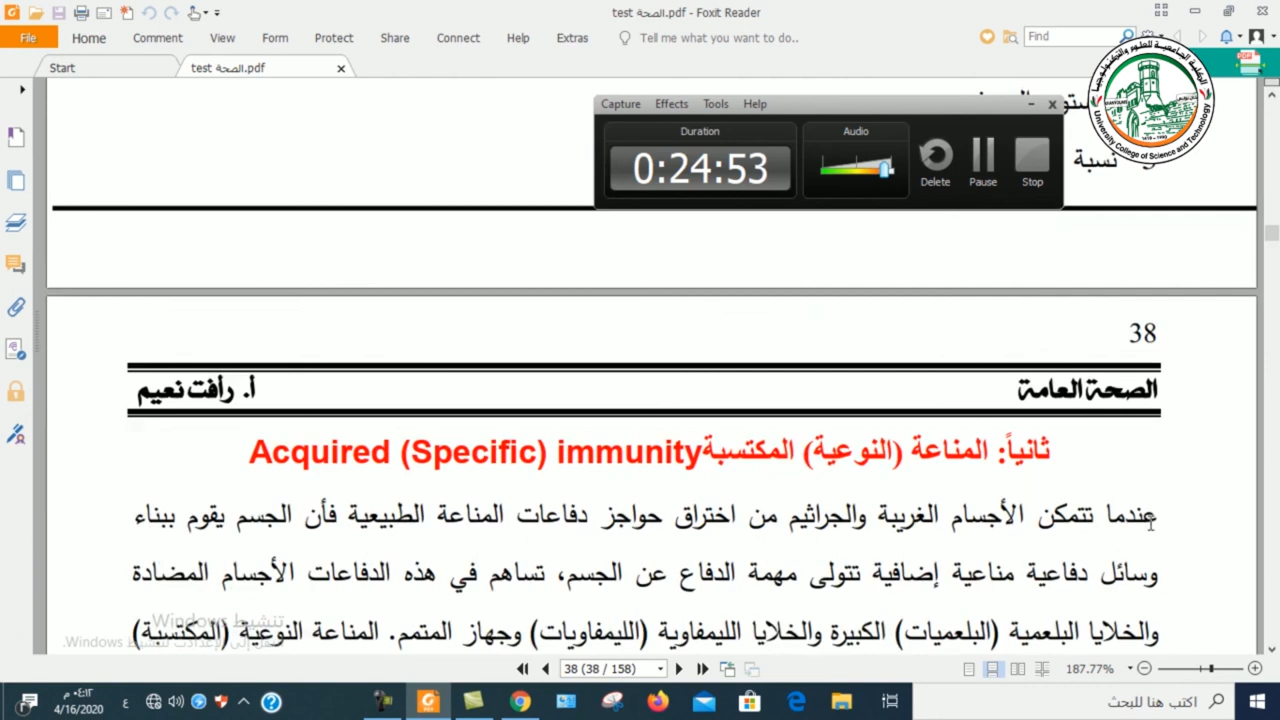 test الصحة.pdf - Foxit Reader
File Home Comment View Form Protect Share Connect Help Extras Tell me what you want to do.. Find
Start test الصحة.pdf
Capture Effects Tools Help
Duration Audio
0:24:53 Delete Pause Stop
نسبة
University College of Science and Technology
38
الصحة العامة
أ. رأفت نعيم
ثانياً: المناعة (النوعية) المكتسبة Acquired (Specific) immunity
عندما تتمكن الأجسام الغريبة والجراثيم من اختراق حواجز دفاعات المناعة الطبيعية فأن الجسم يقوم ببناء
وسائل دفاعية مناعية إضافية تتولى مهمة الدفاع عن الجسم، تساهم في هذه الدفاعات الأجسام المضادة
والخلايا البلعمية (البلعميات) الكبيرة والخلايا الليمفاوية (الليمفاويات) وجهاز المتمم. المناعة النوعية (المكتسبة)
تنشيط Windows
38 (38 / 158) 187.77%
٠٤:١٢ م
4/16/2020
ع
اكتب هنا للبحث